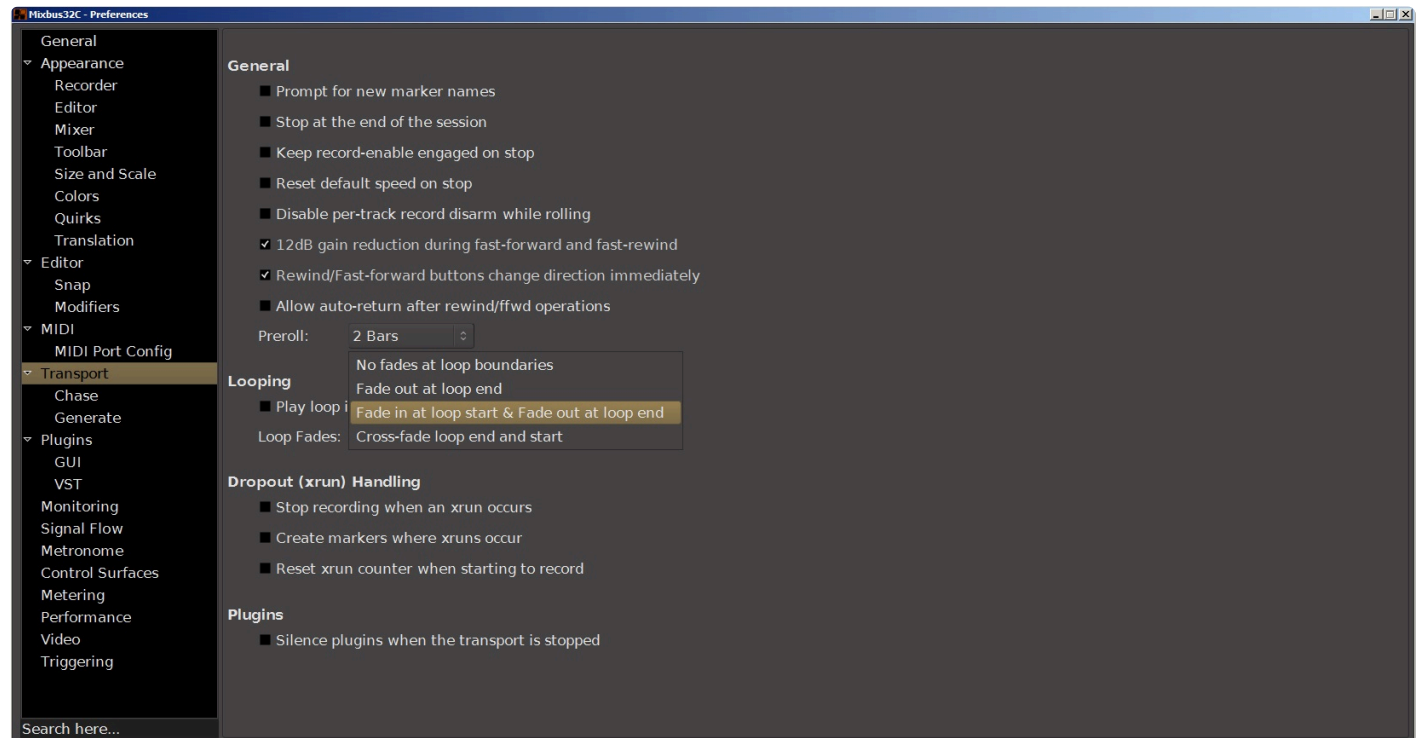 Mixbus32C - Preferences
General
Appearance
Recorder
Editor
Mixer
Toolbar
Size and Scale
Colors
Quirks
Translation
Editor
Snap
Modifiers
MIDI
MIDI Port Config
Transport
Chase
Generate
Plugins
GUI
VST
Monitoring
Signal Flow
Metronome
Control Surfaces
Metering
Performance
Video
Triggering
Search here...
General
Prompt for new marker names
Stop at the end of the session
Keep record-enable engaged on stop
Reset default speed on stop
Disable per-track record disarm while rolling
12dB gain reduction during fast-forward and fast-rewind
Rewind/Fast-forward buttons change direction immediately
Allow auto-return after rewind/ffwd operations
Preroll: 2 Bars
No fades at loop boundaries
Looping
Fade out at loop end
Play loop i
Fade in at loop start & Fade out at loop end
Loop Fades: Cross-fade loop end and start
Dropout (xrun) Handling
Stop recording when an xrun occurs
Create markers where xruns occur
Reset xrun counter when starting to record
Plugins
Silence plugins when the transport is stopped